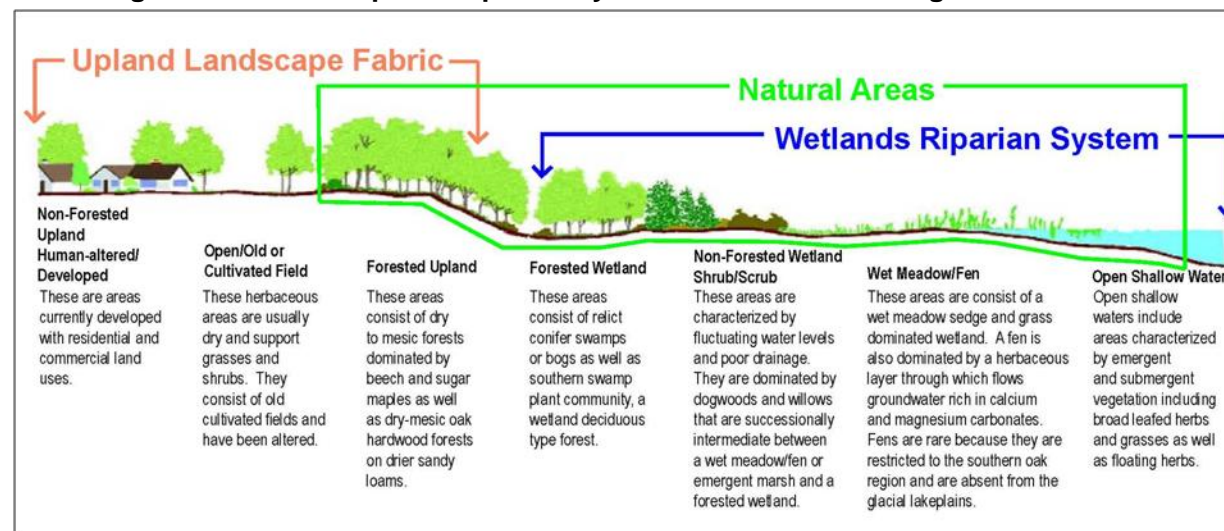 Upland Landscape Fabric
Natural Areas
Wetlands Riparian System
Non-Forested
Upland
Human-altered/
Developed
These are areas
currently developed
with residential and
commercial land
uses.
Open/Old or
Cultivated Field
These herbaceous
areas are usually
dry and support
grasses and
shrubs. They
consist of old
cultivated fields and
have been altered.
Forested Upland
These areas
consist of dry
to mesic forests
dominated by
beech and sugar
maples as well
as dry-mesic oak
hardwood forests
on drier sandy
loams.
Forested Wetland
These areas
consist of relict
conifer swamps
or bogs as well as
southern swamp
plant community, a
wetland deciduous
type forest.
Non-Forested Wetland
Shrub/Scrub
These areas are
characterized by
fluctuating water levels
and poor drainage.
They are dominated by
dogwoods and willows
that are successionally
intermediate between
a wet meadow/fen or
emergent marsh and a
forested wetland.
Wet Meadow/Fen
These areas are consist of a
wet meadow sedge and grass
dominated wetland. A fen is
also dominated by a herbaceous
layer through which flows
groundwater rich in calcium
and magnesium carbonates.
Fens are rare because they are
restricted to the southern oak
region and are absent from the
glacial lakeplains.
Open Shallow Water
Open shallow
waters include
areas characterized
by emergent
and submergent
vegetation including
broad leafed herbs
and grasses as well
as floating herbs.